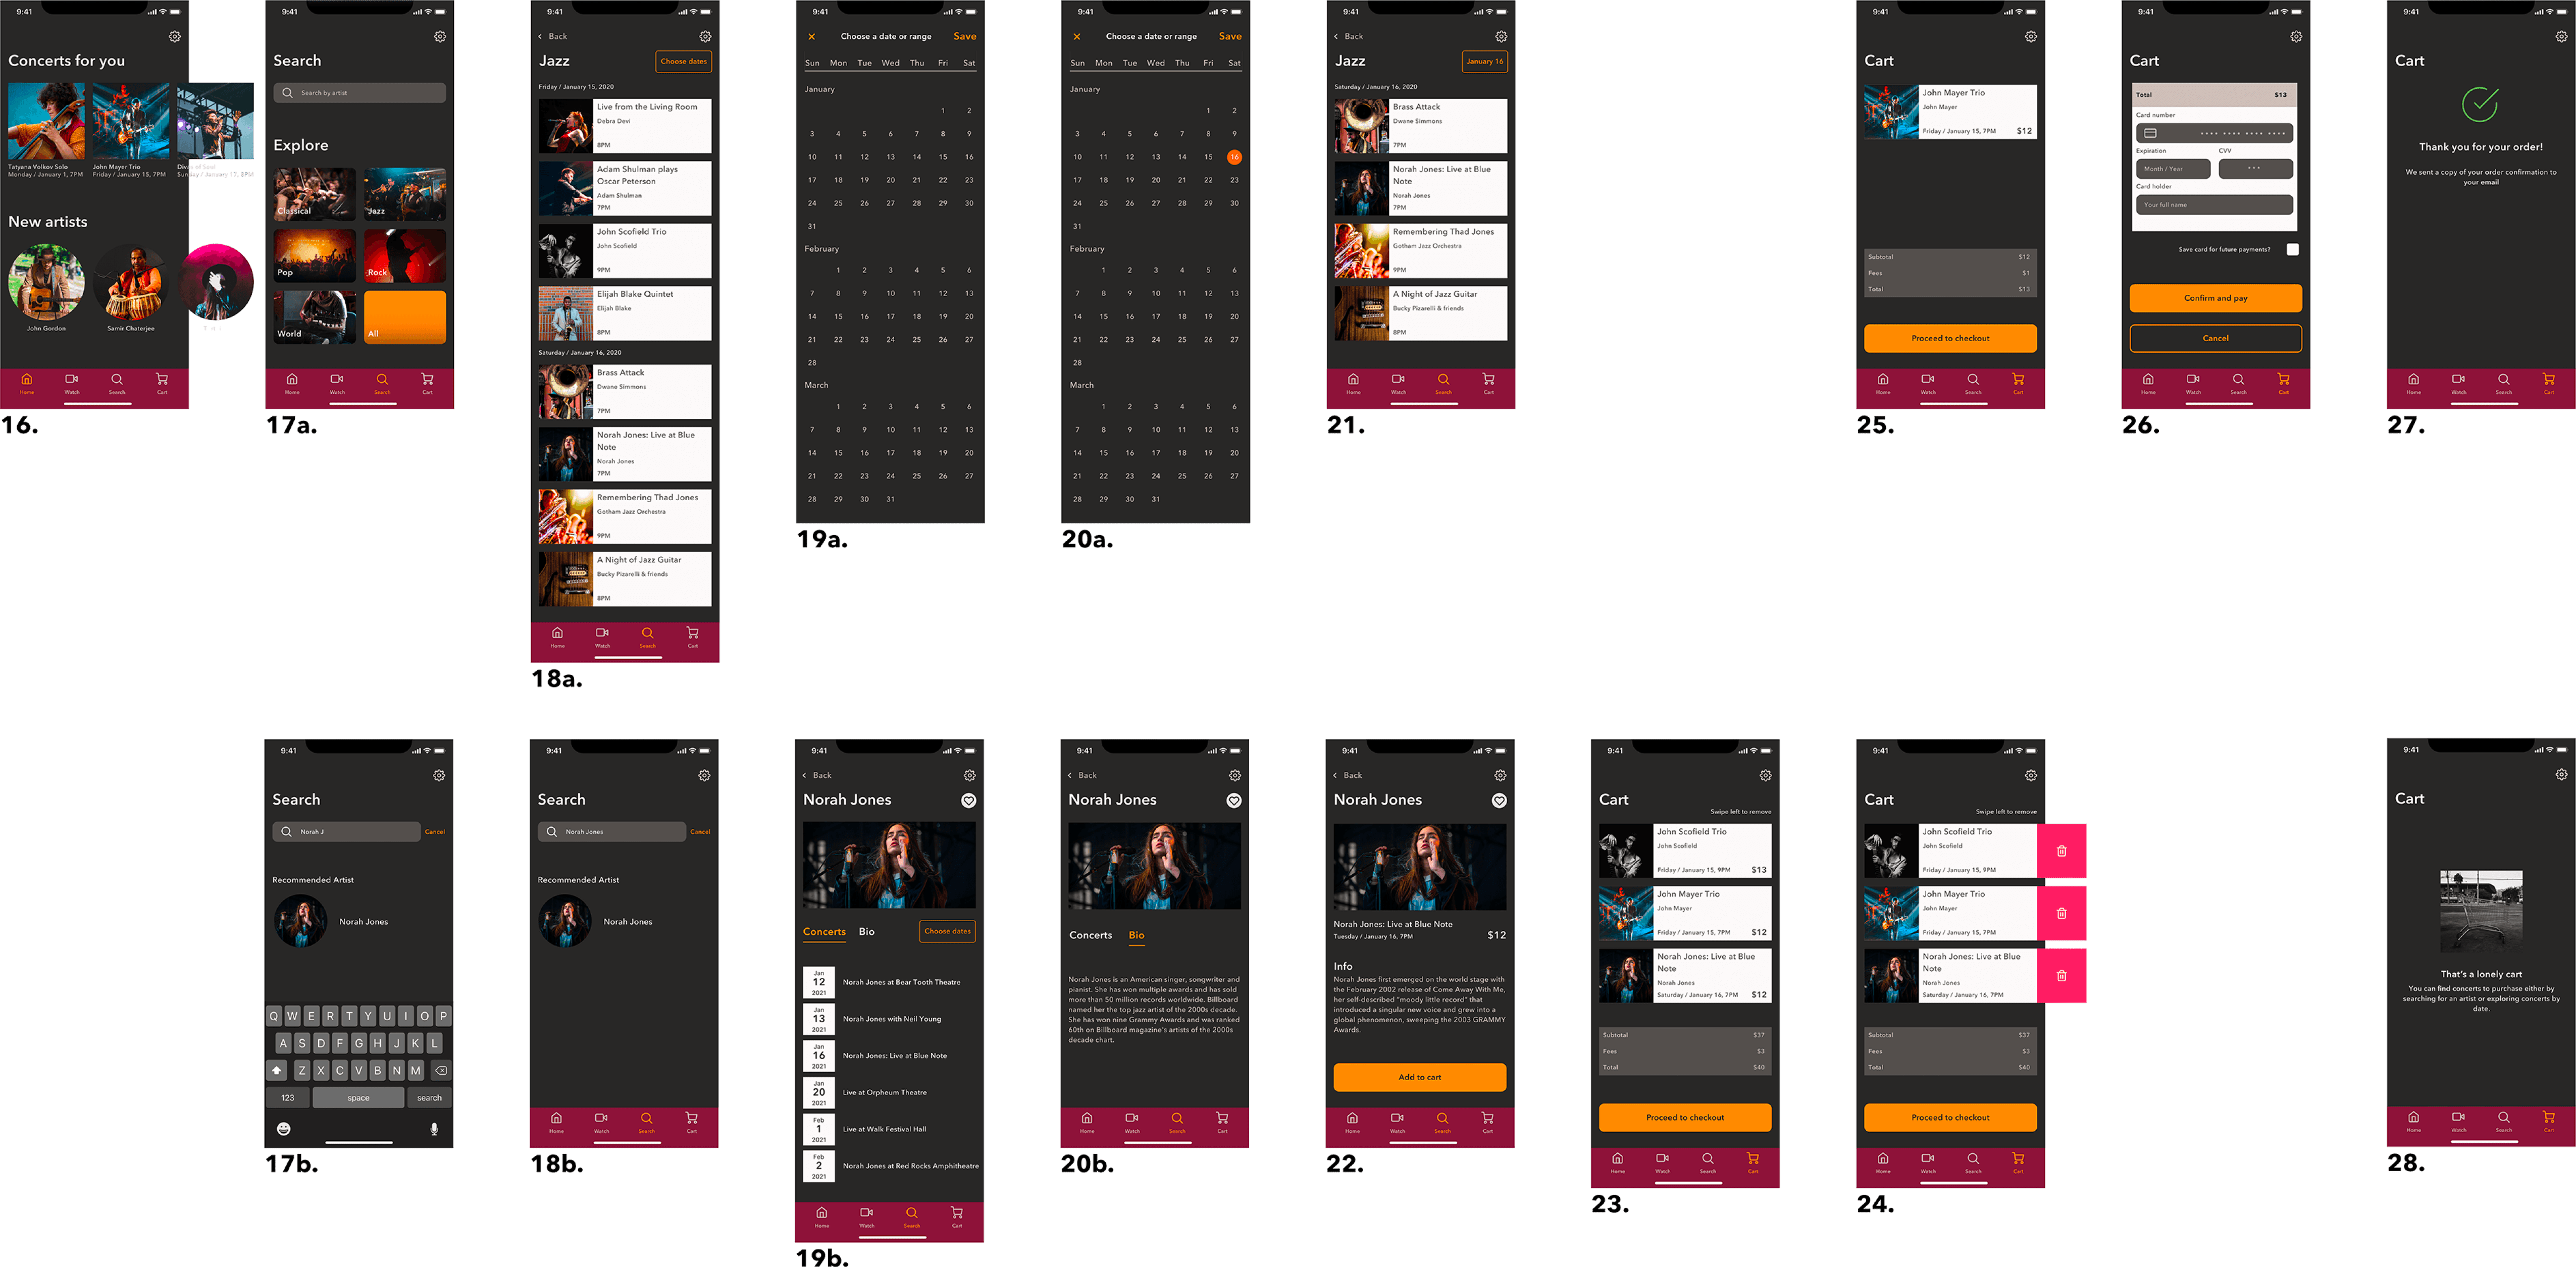 9:41
Concerts for you
Tatyana Volkov Solo
Monday / January 1, 7PM
John Mayer Trio
Friday / January 15, 7PM
Sunday / January 17, 8PM
New artists
John Gordon
Samir Chaterjee
Home Watch Search Cart
16.
9:41
Search
Search by artist
Explore
Classical Jazz
Pop Rock
World All
Home Watch Search Cart
17a.
9:41
Back
Jazz
Choose dates
Friday / January 15, 2020
Live from the Living Room
Debra Devi
8PM
Adam Shulman plays
Oscar Peterson
Adam Shulman
7PM
John Scofield Trio
John Scofield
9PM
Elijah Blake Quintet
Elijah Blake
8PM
Saturday / January 16, 2020
Brass Attack
Dwane Simmons
7PM
Norah Jones: Live at Blue
Note
Norah Jones
7PM
Remembering Thad Jones
Gotham Jazz Orchestra
9PM
A Night of Jazz Guitar
Bucky Pizarelli & friends
8PM
Home Watch Search Cart
18a.
9:41
Choose a date or range Save
Sun Mon Tue Wed Thu Fri Sat
January
1 2
3 4 5 6 7 8 9
10 11 12 13 14 15 16
17 18 19 20 21 22 23
24 25 26 27 28 29 30
31
February
1 2 3 4 5 6
7 8 9 10 11 12 13
14 15 16 17 18 19 20
21 22 23 24 25 26 27
28
March
1 2 3 4 5 6
7 8 9 10 11 12 13
14 15 16 17 18 19 20
21 22 23 24 25 26 27
28 29 30 31
19a.
9:41
Choose a date or range Save
Sun Mon Tue Wed Thu Fri Sat
January
1 2
3 4 5 6 7 8 9
10 11 12 13 14 15 16
17 18 19 20 21 22 23
24 25 26 27 28 29 30
31
February
1 2 3 4 5 6
7 8 9 10 11 12 13
14 15 16 17 18 19 20
21 22 23 24 25 26 27
28
March
1 2 3 4 5 6
7 8 9 10 11 12 13
14 15 16 17 18 19 20
21 22 23 24 25 26 27
28 29 30 31
20a.
9:41
Back
Jazz
January 16
Saturday / January 16, 2020
Brass Attack
Dwane Simmons
7PM
Norah Jones: Live at Blue
Note
Norah Jones
7PM
Remembering Thad Jones
Gotham Jazz Orchestra
9PM
A Night of Jazz Guitar
Bucky Pizarelli & friends
8PM
Home Watch Search Cart
21.
9:41
Cart
John Mayer Trio
John Mayer
Friday / January 15, 7PM $12
Subtotal $12
Fees $1
Total $13
Proceed to checkout
Home Watch Search Cart
25.
9:41
Cart
Total $13
Card number
Expiration CVV
Month / Year
Card holder
Your full name
Save card for future payments?
Confirm and pay
Cancel
Home Watch Search Cart
26.
9:41
Cart
Thank you for your order!
We sent a copy of your order confirmation to
your email
Home Watch Search Cart
27.
9:41
Search
Norah J Cancel
Recommended Artist
Norah Jones
Q W E R T Y U I O P
A S D F G H J K L
Z X C V B N M
123 space search
17b.
9:41
Search
Norah Jones Cancel
Recommended Artist
Norah Jones
Home Watch Search Cart
18b.
9:41
Back
Norah Jones
Concerts Bio Choose dates
Jan
12
2021
Norah Jones at Bear Tooth Theatre
Jan
13
2021
Norah Jones with Neil Young
Jan
16
2021
Norah Jones: Live at Blue Note
Jan
20
2021
Live at Orpheum Theatre
Feb
1
2021
Live at Walk Festival Hall
Feb
2
2021
Norah Jones at Red Rocks Amphitheatre
Home Watch Search Cart
19b.
9:41
Back
Norah Jones
Concerts Bio
Norah Jones is an American singer, songwriter and
pianist. She has won multiple awards and has sold
more than 50 million records worldwide. Billboard
named her the top jazz artist of the 2000s decade.
She has won nine Grammy Awards and was ranked
60th on Billboard magazine's artists of the 2000s
decade chart.
Home Watch Search Cart
20b.
9:41
Back
Norah Jones
Norah Jones: Live at Blue Note
Tuesday / January 16, 7PM $12
Info
Norah Jones first emerged on the world stage with
the February 2002 release of Come Away With Me,
her self-described "moody little record" that
introduced a singular new voice and grew into a
global phenomenon, sweeping the 2003 GRAMMY
Awards.
Add to cart
Home Watch Search Cart
22.
9:41
Cart
Swipe left to remove
John Scofield Trio
John Scofield
Friday / January 15, 9PM $13
John Mayer Trio
John Mayer
Friday / January 15, 7PM $12
Norah Jones: Live at Blue
Note
Norah Jones
Saturday / January 16, 7PM $12
Subtotal $37
Fees $3
Total $40
Proceed to checkout
Home Watch Search Cart
23.
9:41
Cart
Swipe left to remove
John Scofield Trio
John Scofield
Friday / January 15, 9PM
John Mayer Trio
John Mayer
Friday / January 15, 7PM
Norah Jones: Live at Blue
Note
Norah Jones
Saturday / January 16, 7PM
Subtotal $37
Fees $3
Total $40
Proceed to checkout
Home Watch Search Cart
24.
9:41
Cart
That's a lonely cart
You can find concerts to purchase either by
searching for an artist or exploring concerts by
date.
Home Watch Search Cart
28.